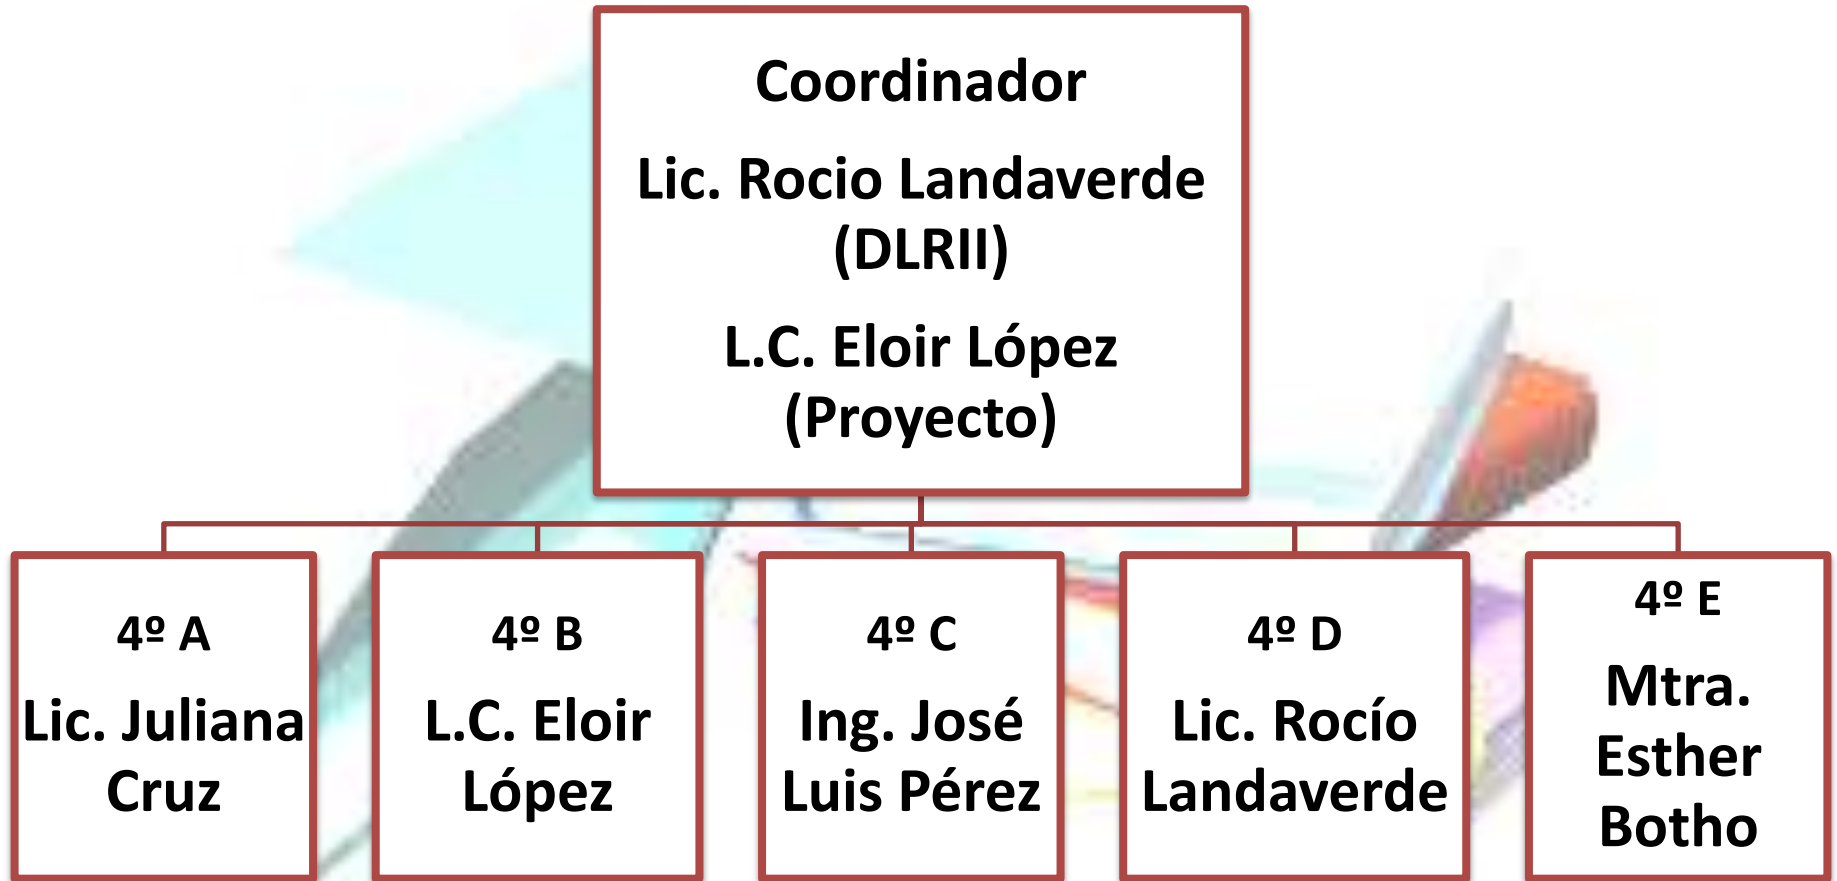 Coordinador
Lic. Rocio Landaverde
(DLRII)
L.C. Eloir López
(Proyecto)
4º A
Lic. Juliana
Cruz
4º B
L.C. Eloir
López
4º C
Ing. José
Luis Pérez
4º D
Lic. Rocío
Landaverde
4º E
Mtra.
Esther
Botho